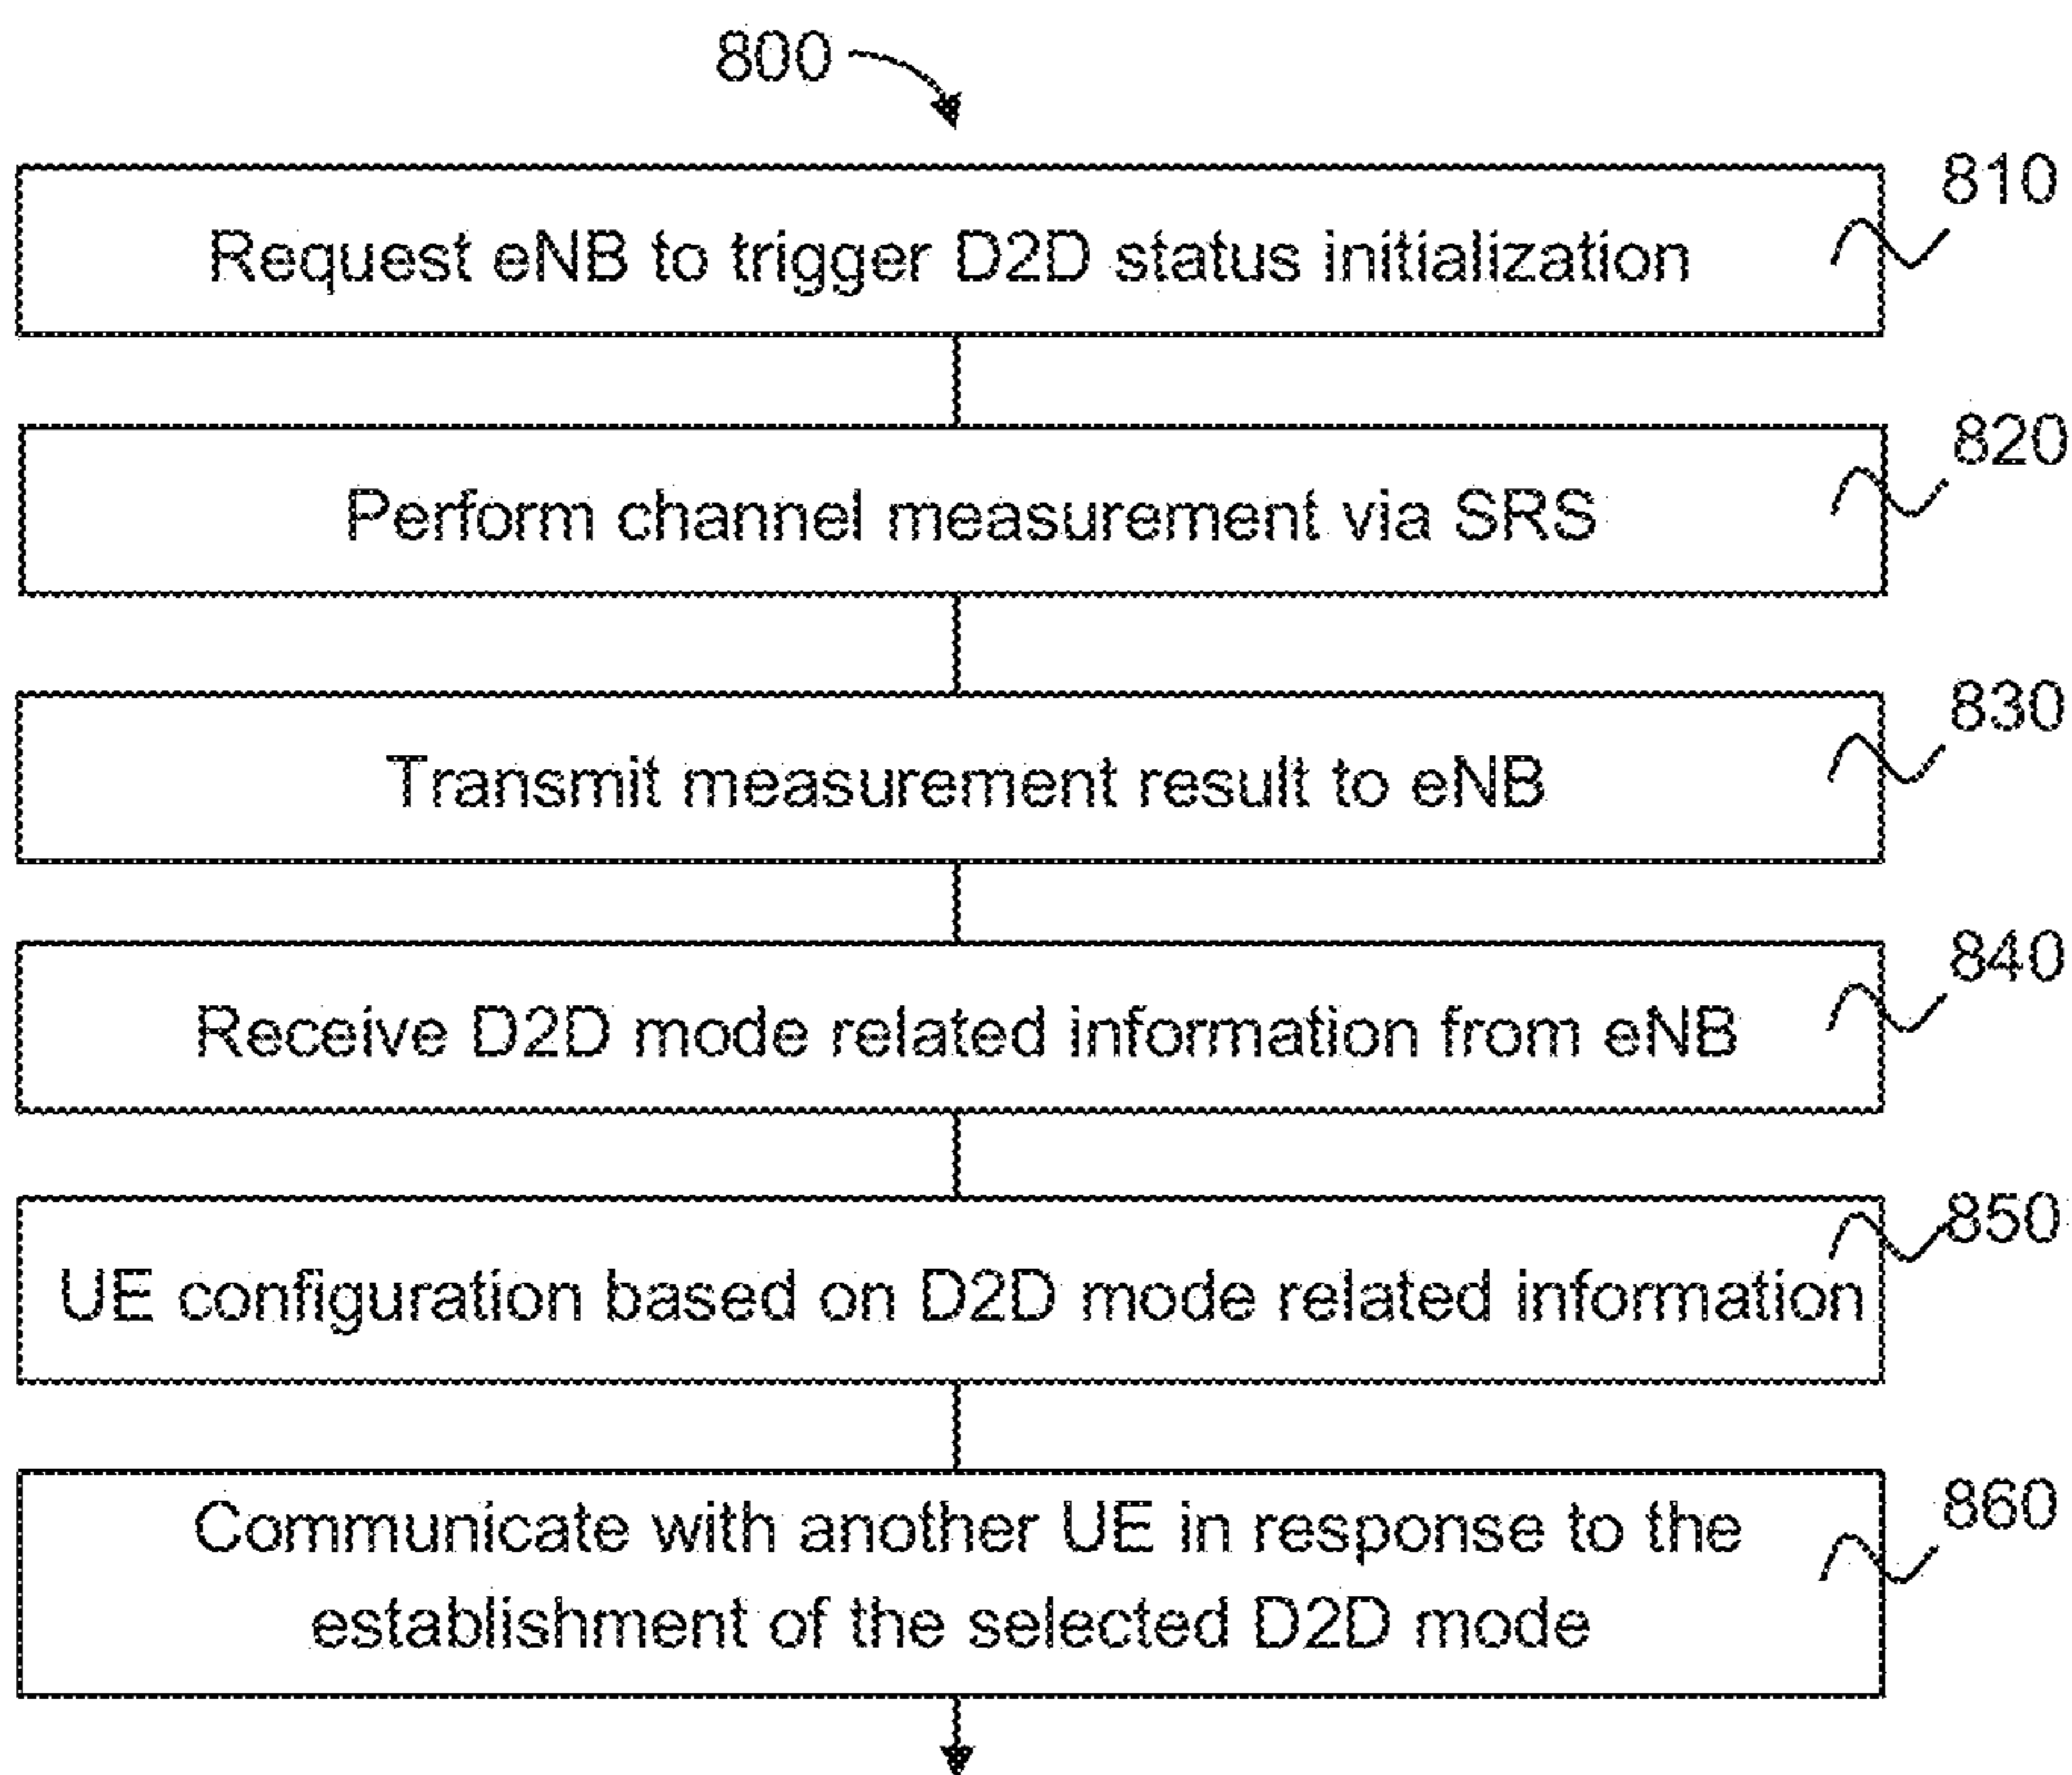 800
810
Request eNB to trigger D2D status initialization
820
Perform channel measurement via SRS
830
Transmit measurement result to eNB
840
Receive D2D mode related information from eNB
850
UE configuration based on D2D mode related information
860
Communicate with another UE in response to the
establishment of the selected D2D mode